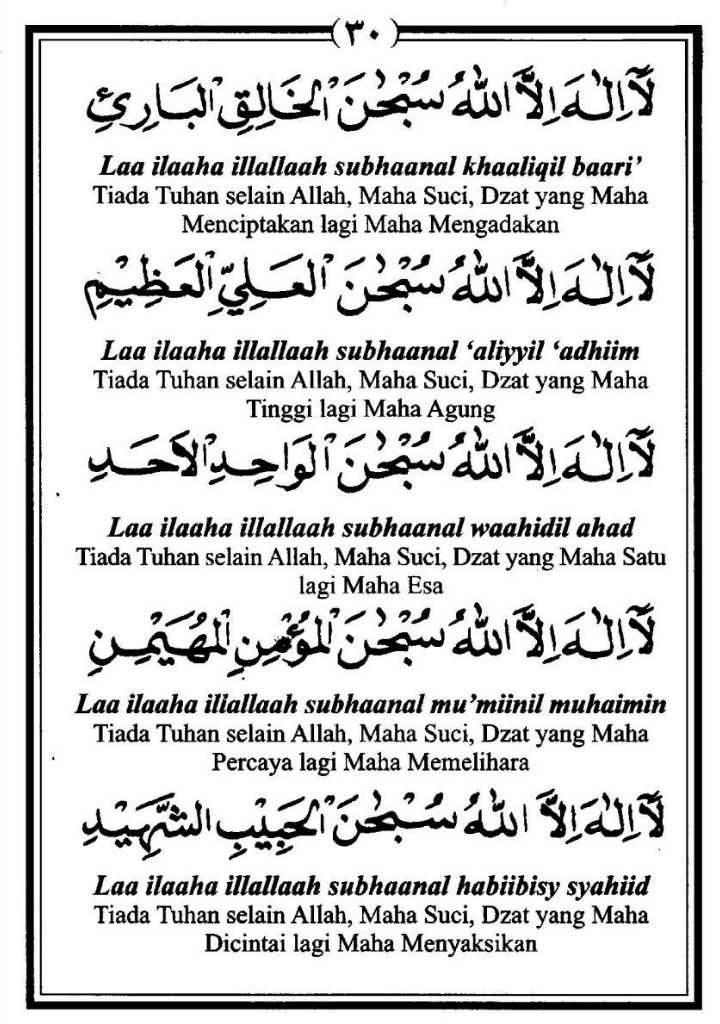 (٣٠)
لَآ اِلٰهَ اِلَّا اللهُ سُبْحٰنَ الْخَالِقِ الْبَارِئِ
Laa ilaaha illallaah subhaanal khaaliqil baari’
Tiada Tuhan selain Allah, Maha Suci, Dzat yang Maha
Menciptakan lagi Maha Mengadakan
لَآ اِلٰهَ اِلَّا اللهُ سُبْحٰنَ الْعَلِيِّ الْعَظِيْمِ
Laa ilaaha illallaah subhaanal ‘aliyyil ‘adhiim
Tiada Tuhan selain Allah, Maha Suci, Dzat yang Maha
Tinggi lagi Maha Agung
لَآ اِلٰهَ اِلَّا اللهُ سُبْحٰنَ الْوَاحِدِ الْاَحَدِ
Laa ilaaha illallaah subhaanal waahidil ahad
Tiada Tuhan selain Allah, Maha Suci, Dzat yang Maha Satu
lagi Maha Esa
لَآ اِلٰهَ اِلَّا اللهُ سُبْحٰنَ الْمُؤْمِنِ الْمُهَيْمِنِ
Laa ilaaha illallaah subhaanal mu’miinil muhaimin
Tiada Tuhan selain Allah, Maha Suci, Dzat yang Maha
Percaya lagi Maha Memelihara
لَآ اِلٰهَ اِلَّا اللهُ سُبْحٰنَ الْحَبِيْبِ الشَّهِيْدِ
Laa ilaaha illallaah subhaanal habiibisy syahiid
Tiada Tuhan selain Allah, Maha Suci, Dzat yang Maha
Dicintai lagi Maha Menyaksikan